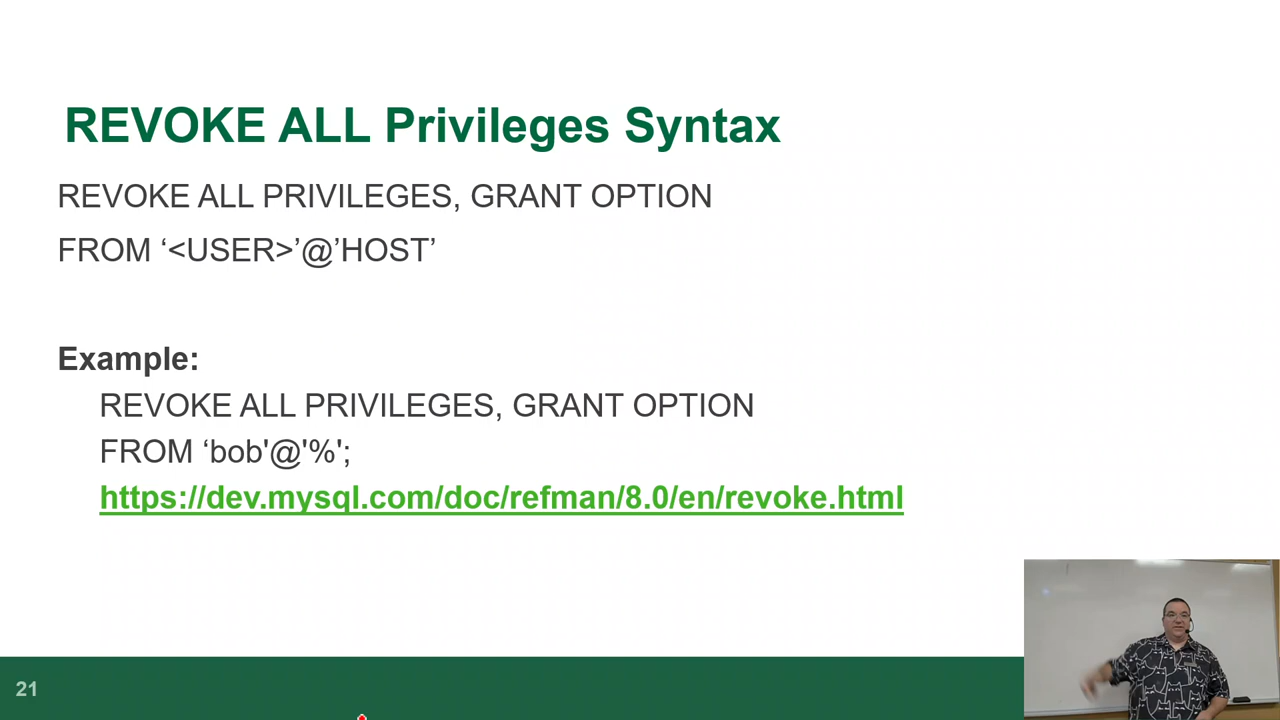 REVOKE ALL Privileges Syntax
REVOKE ALL PRIVILEGES, GRANT OPTION
FROM ‘<USER>’@’HOST’
Example:
REVOKE ALL PRIVILEGES, GRANT OPTION
FROM ‘bob'@'%';
https://dev.mysql.com/doc/refman/8.0/en/revoke.html
21